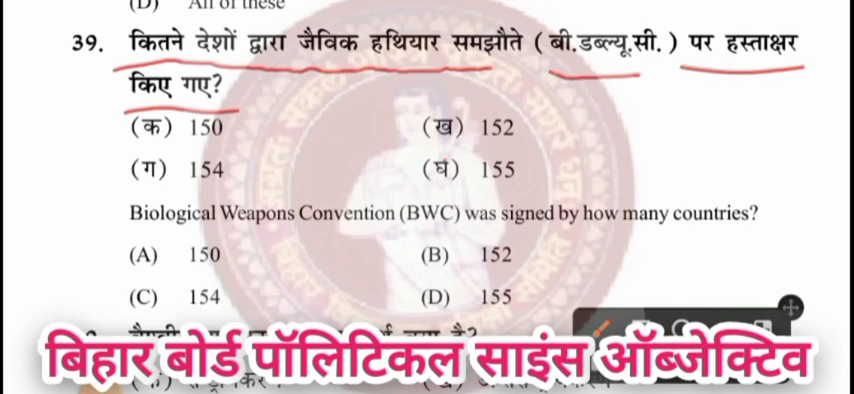 (D) All of these
39. कितने देशों द्वारा जैविक हथियार समझौते ( बी.डब्ल्यू.सी. ) पर हस्ताक्षर
किए गए?
(क) 150 (ख) 152
(ग) 154 (घ) 155
Biological Weapons Convention (BWC) was signed by how many countries?
(A) 150 (B) 152
(C) 154 (D) 155
बिहार बोर्ड पॉलिटिकल साइंस ऑब्जेक्टिव